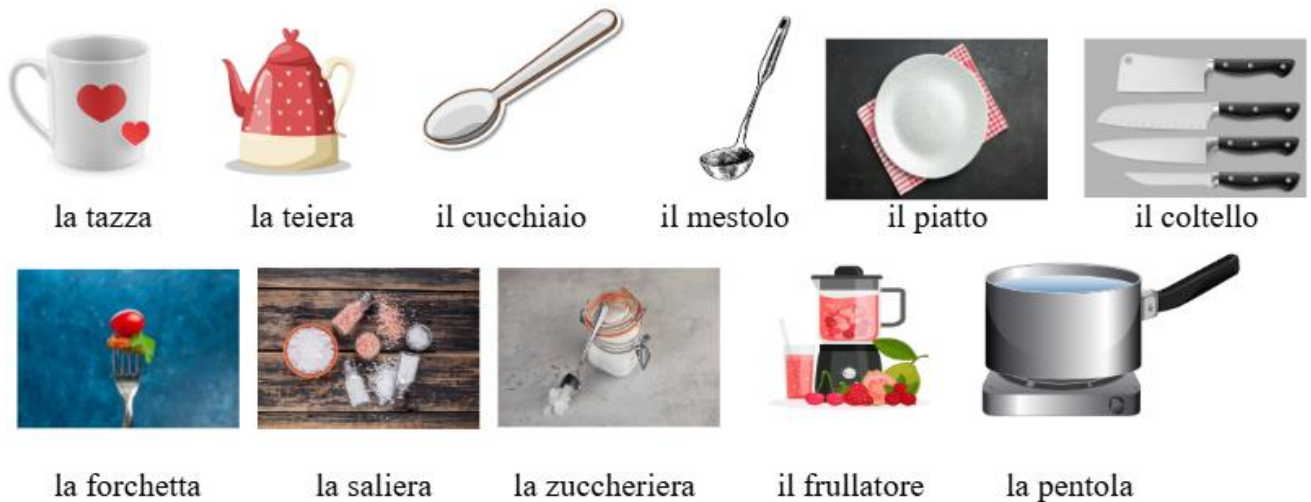 la tazza la teiera il cucchiaio il mestolo il piatto il coltello
la forchetta la saliera la zuccheriera il frullatore la pentola